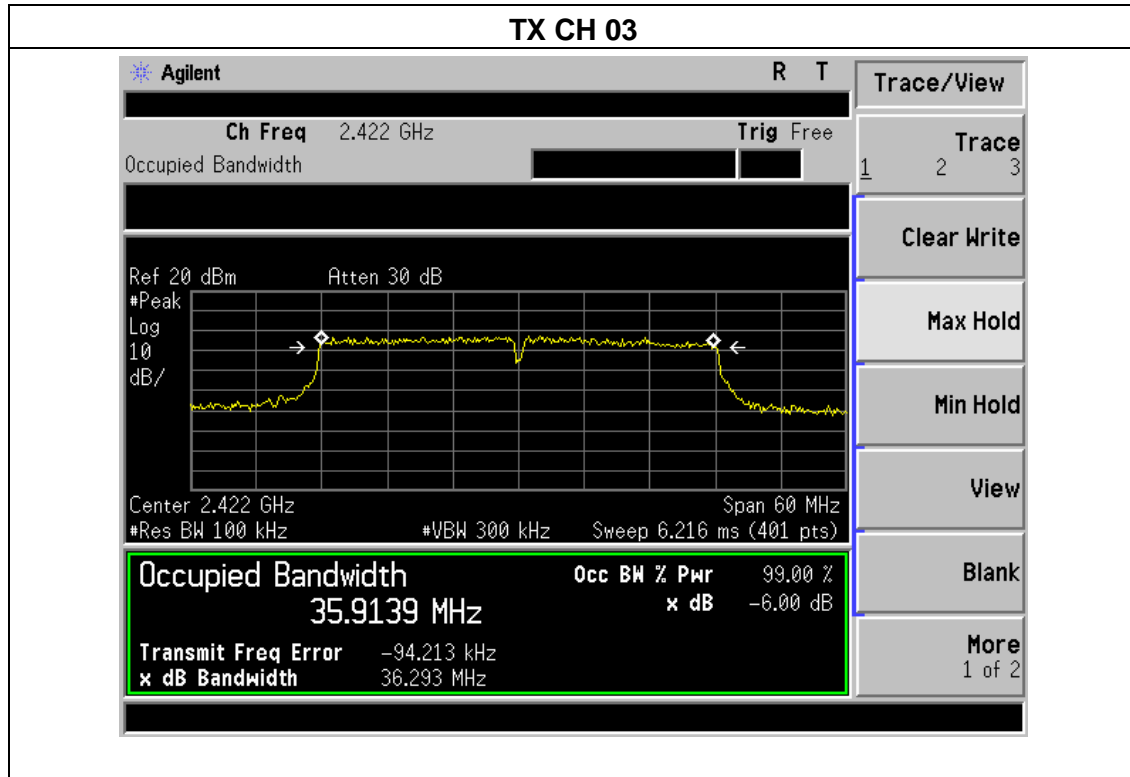 TX CH 03
Agilent R T
Trace/View
Ch Freq 2.422 GHz Trig Free
Occupied Bandwidth
Trace
1 2 3
Clear Write
Ref 20 dBm Atten 30 dB
#Peak
Log
10
dB/
Max Hold
Min Hold
View
Center 2.422 GHz Span 60 MHz
#Res BW 100 kHz #VBW 300 kHz Sweep 6.216 ms (401 pts)
Occupied Bandwidth Occ BW % Pwr 99.00 %
35.9139 MHz x dB -6.00 dB
Blank
Transmit Freq Error -94.213 kHz
x dB Bandwidth 36.293 MHz
More
1 of 2